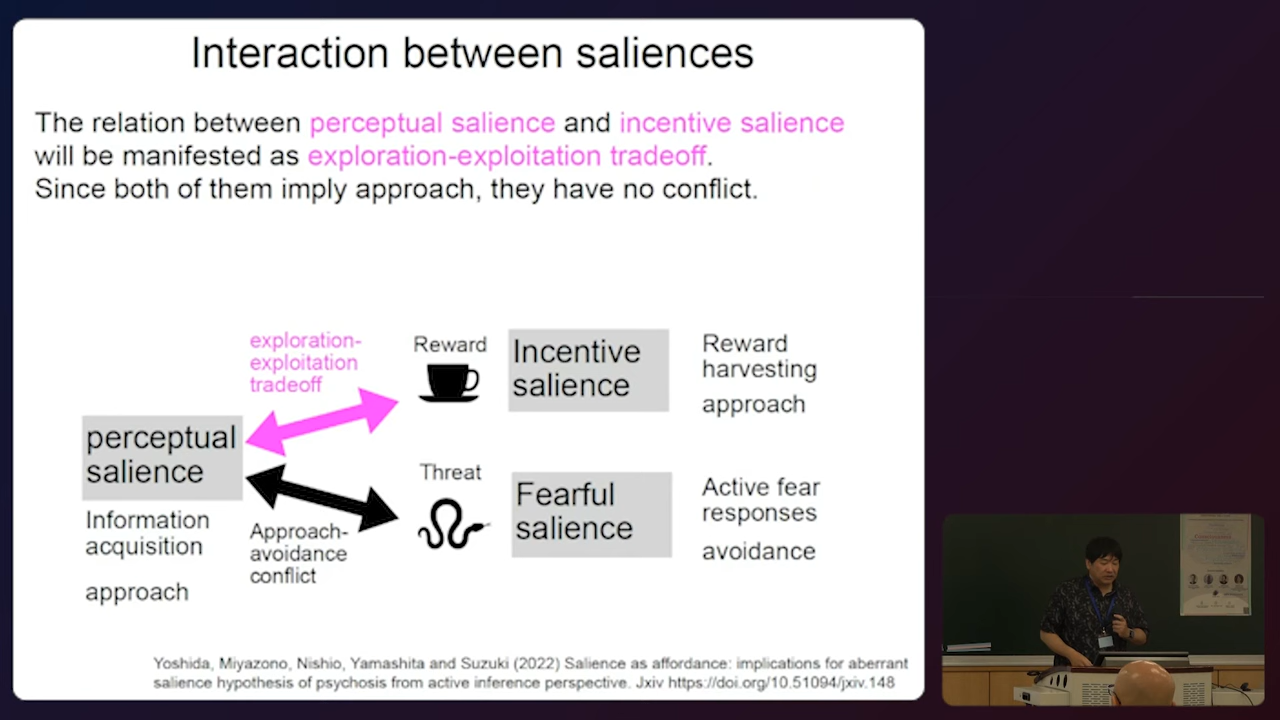 Interaction between saliences
The relation between perceptual salience and incentive salience
will be manifested as exploration-exploitation tradeoff.
Since both of them imply approach, they have no conflict.
exploration-
exploitation
tradeoff
Reward
Incentive
salience
Reward
harvesting
approach
perceptual
salience
Information
acquisition
approach
Approach-
avoidance
conflict
Threat
Fearful
salience
Active fear
responses
avoidance
Yoshida, Miyazono, Nishio, Yamashita and Suzuki (2022) Salience as affordance: implications for aberrant
salience hypothesis of psychosis from active inference perspective. Jxiv https://doi.org/10.51094/jxiv.148